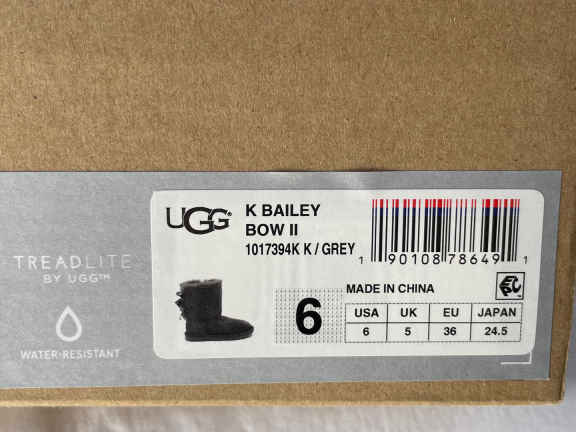 TREADLITE
BY UGG™
WATER-RESISTANT
UGG®
K BAILEY
BOW II
1017394K K / GREY
1 90108 78649 1
MADE IN CHINA
6
USA UK EU JAPAN
6 5 36 24.5